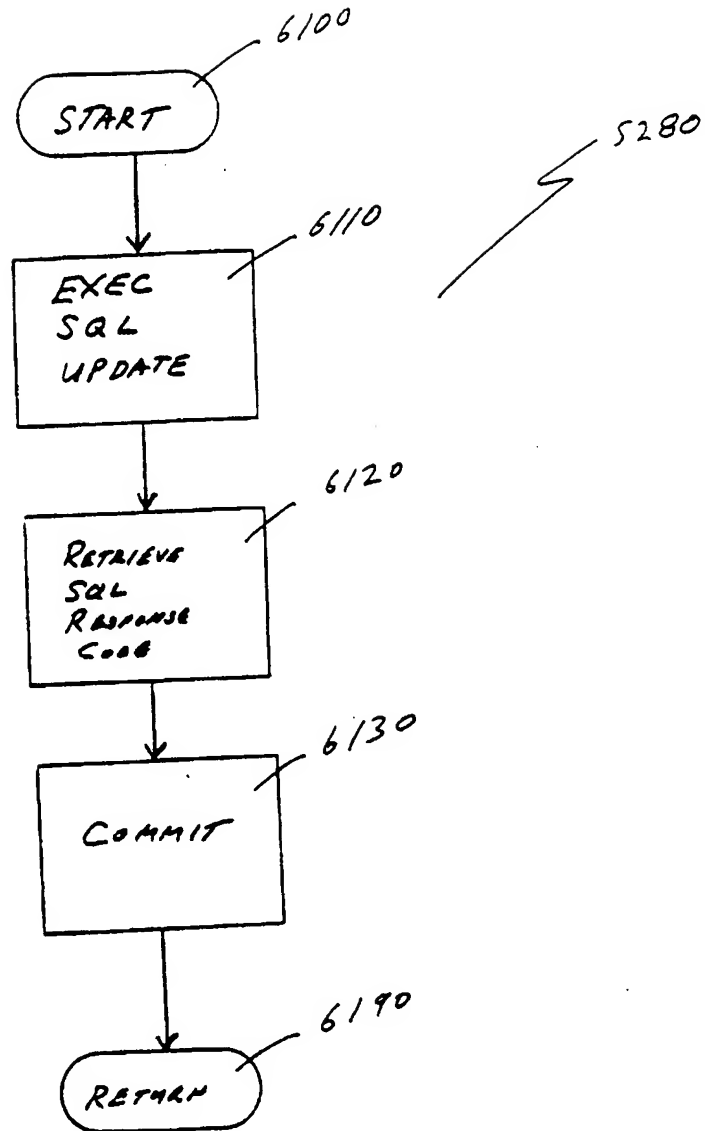 6100
START
5280
6110
EXEC
SQL
UPDATE
6120
RETRIEVE
SQL
RESPONSE
CODE
6130
COMMIT
6190
RETURN